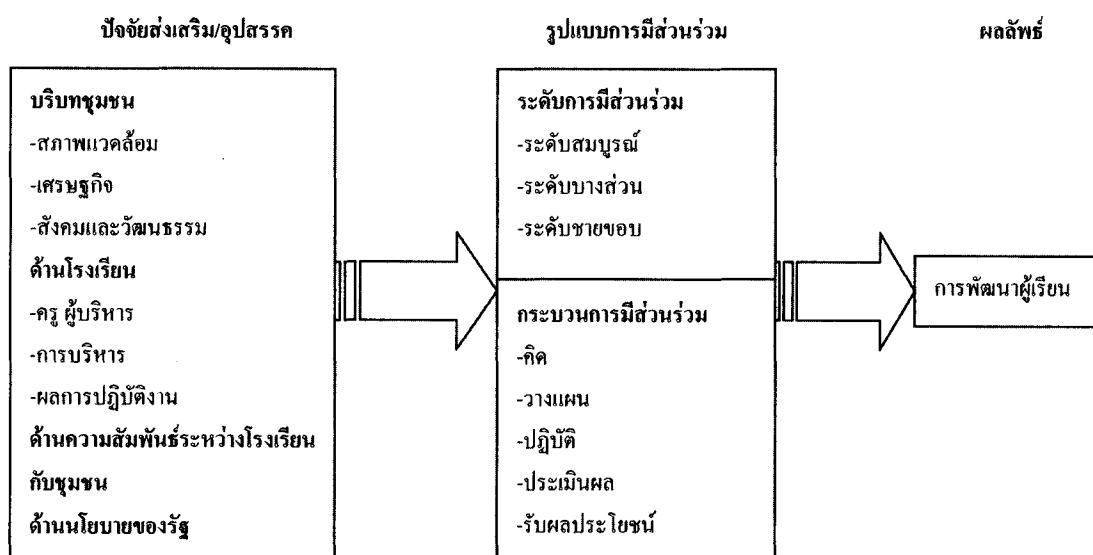 ปัจจัยส่งเสริม/อุปสรรค
บริบทชุมชน
-สภาพแวดล้อม
-เศรษฐกิจ
-สังคมและวัฒนธรรม
ด้านโรงเรียน
-ครู ผู้บริหาร
-การบริหาร
-ผลการปฏิบัติงาน
ด้านความสัมพันธ์ระหว่างโรงเรียน
กับชุมชน
ด้านนโยบายของรัฐ
รูปแบบการมีส่วนร่วม
ระดับการมีส่วนร่วม
-ระดับสมบูรณ์
-ระดับบางส่วน
-ระดับชายขอบ
กระบวนการมีส่วนร่วม
-คิด
-วางแผน
-ปฏิบัติ
-ประเมินผล
-รับผลประโยชน์
ผลลัพธ์
การพัฒนาผู้เรียน